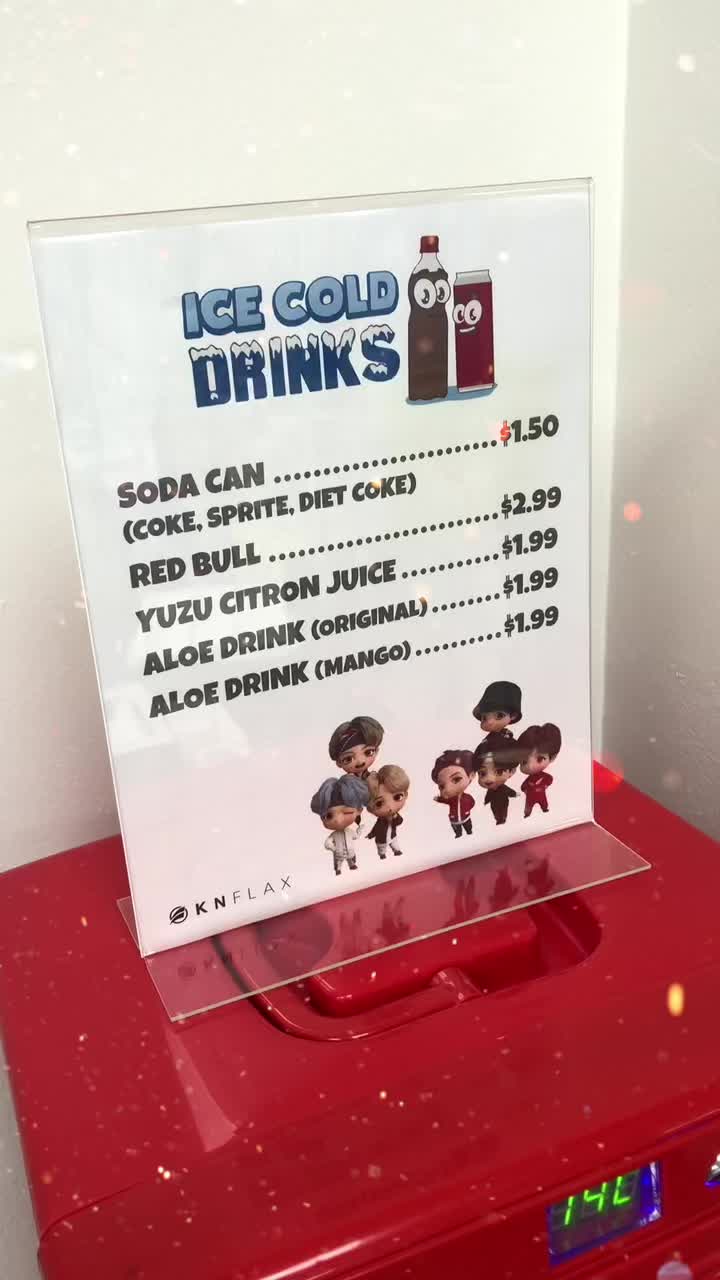 ICE COLD
DRINKS
SODA CAN ........................ $1.50
(COKE, SPRITE, DIET COKE)
RED BULL ........................ $2.99
YUZU CITRON JUICE .......... $1.99
ALOE DRINK (ORIGINAL) ........ $1.99
ALOE DRINK (MANGO) .......... $1.99
KNFLAX